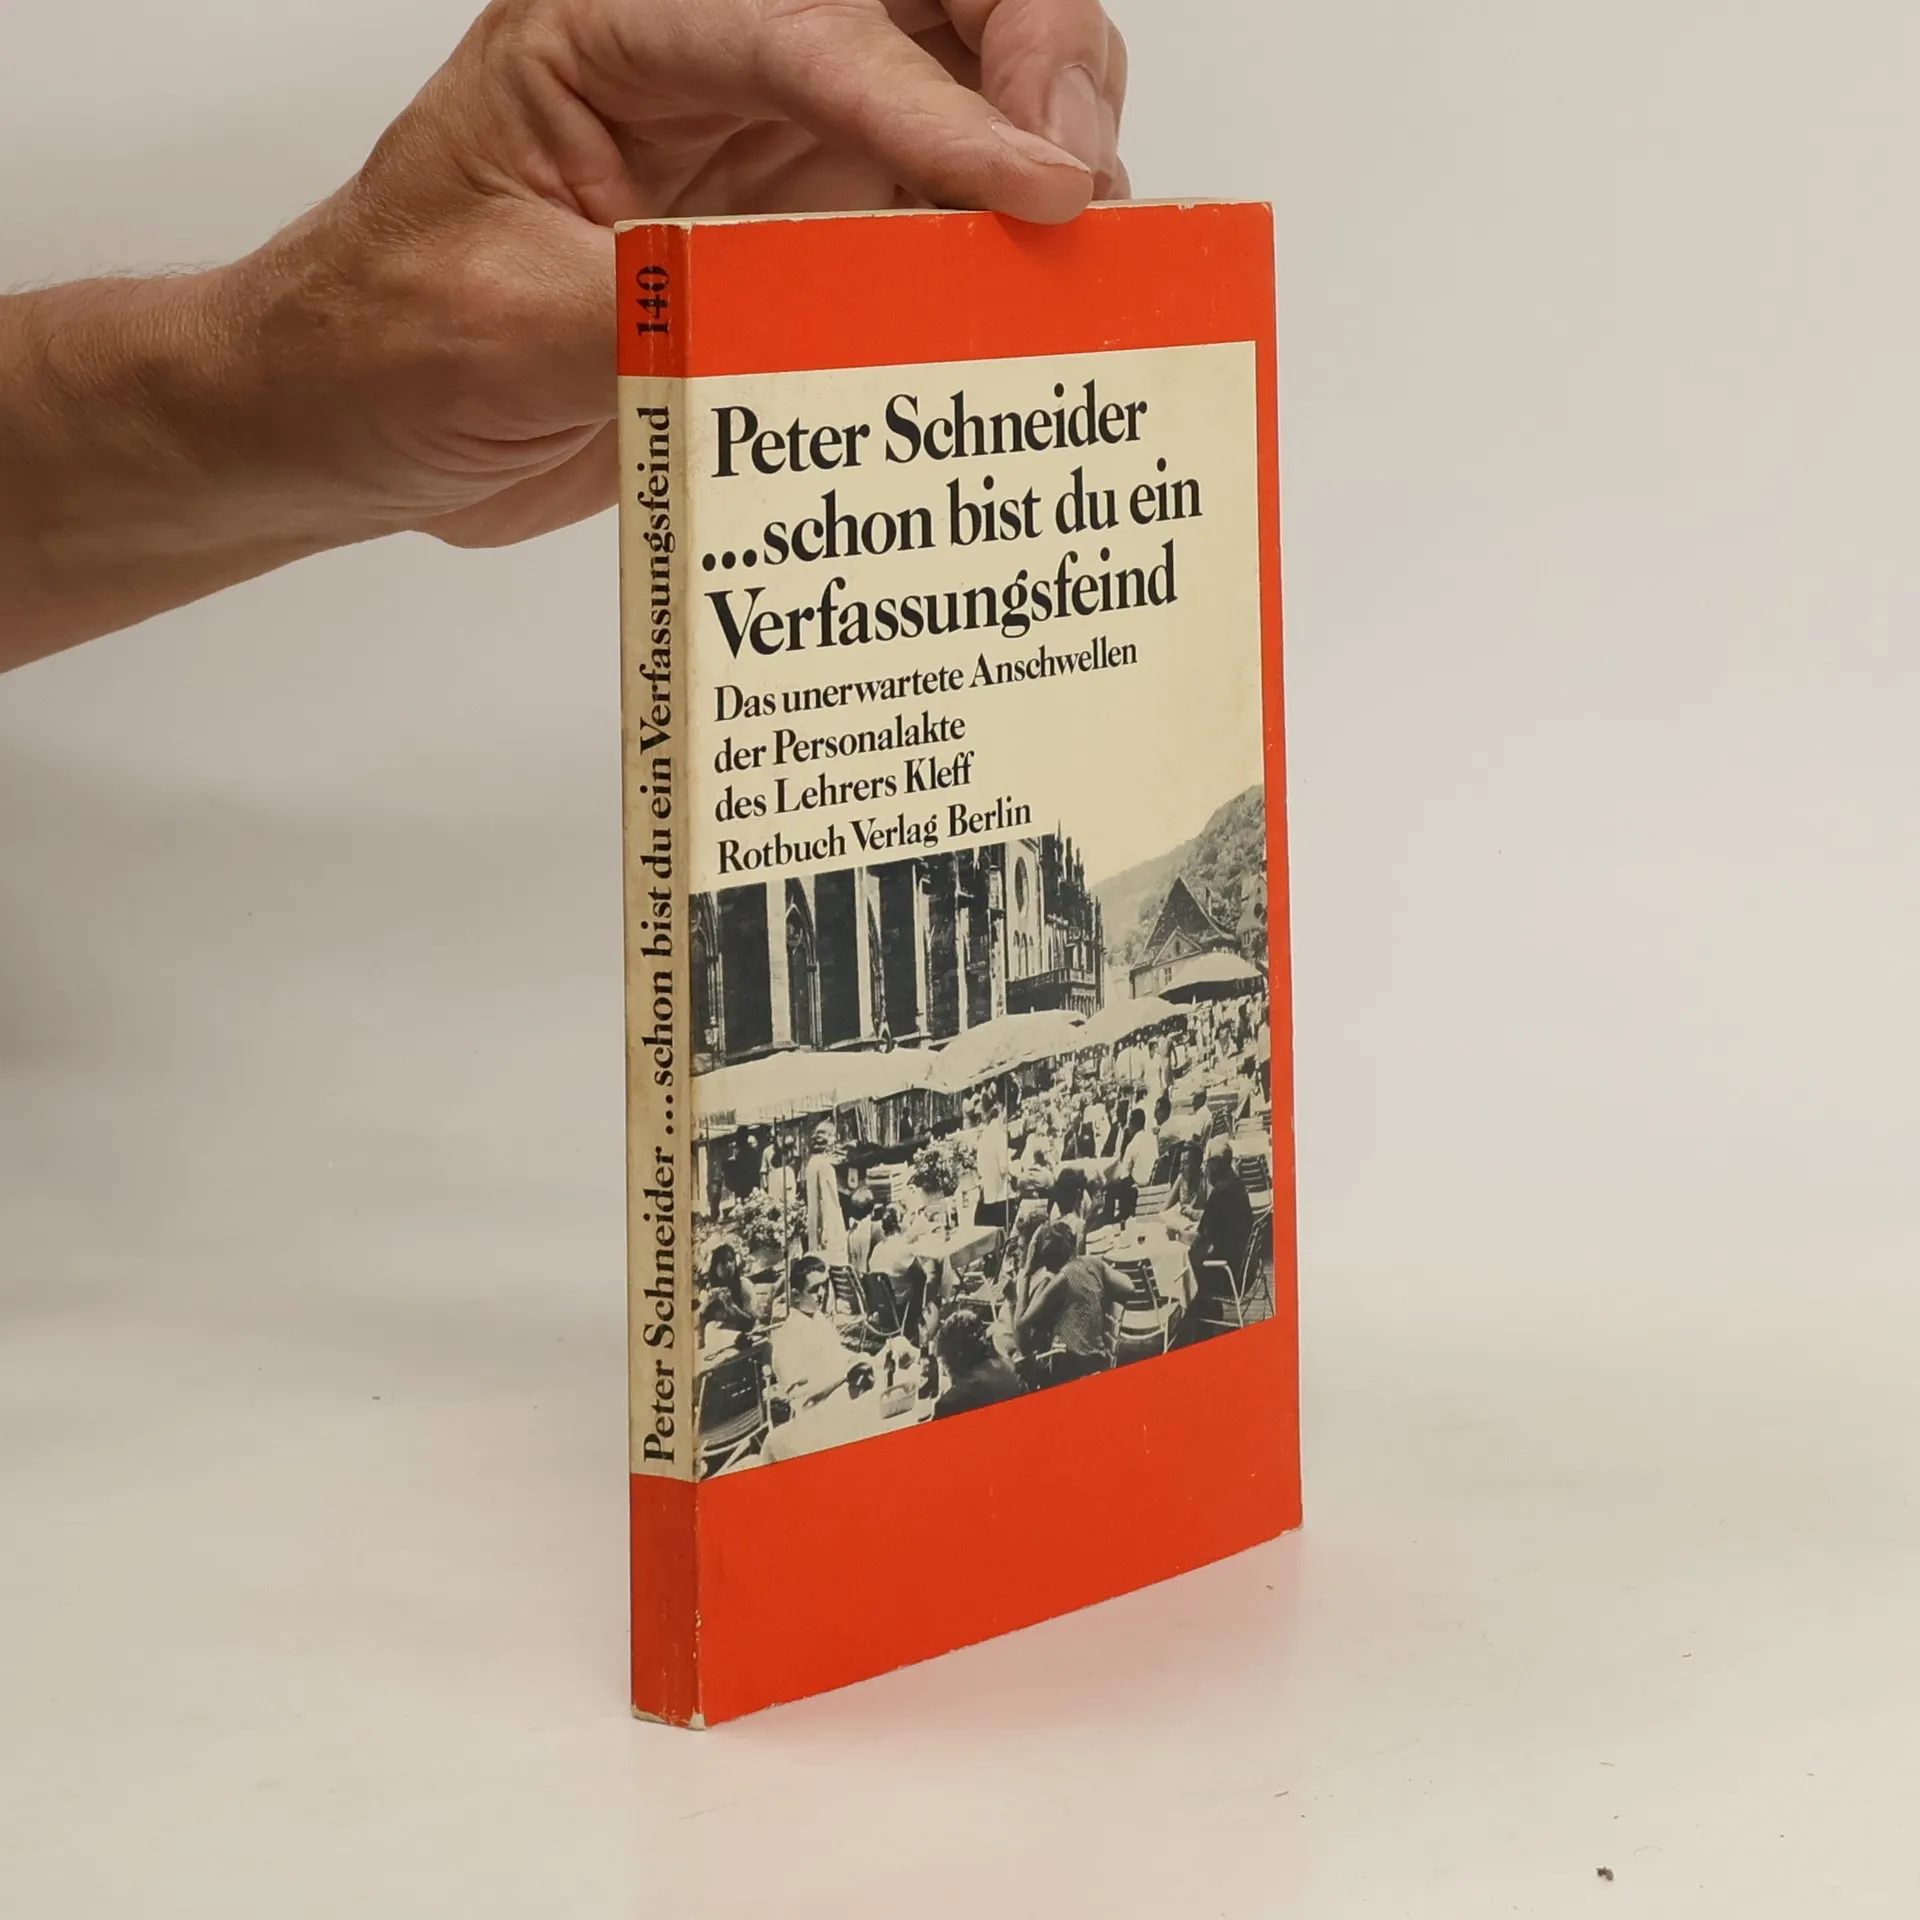 140
Peter Schneider ...schon bist du ein Verfassungsfeind
Peter Schneider
...schon bist du ein
Verfassungsfeind
Das unerwartete Anschwellen
der Personalakte
des Lehrers Kleff
Rotbuch Verlag Berlin